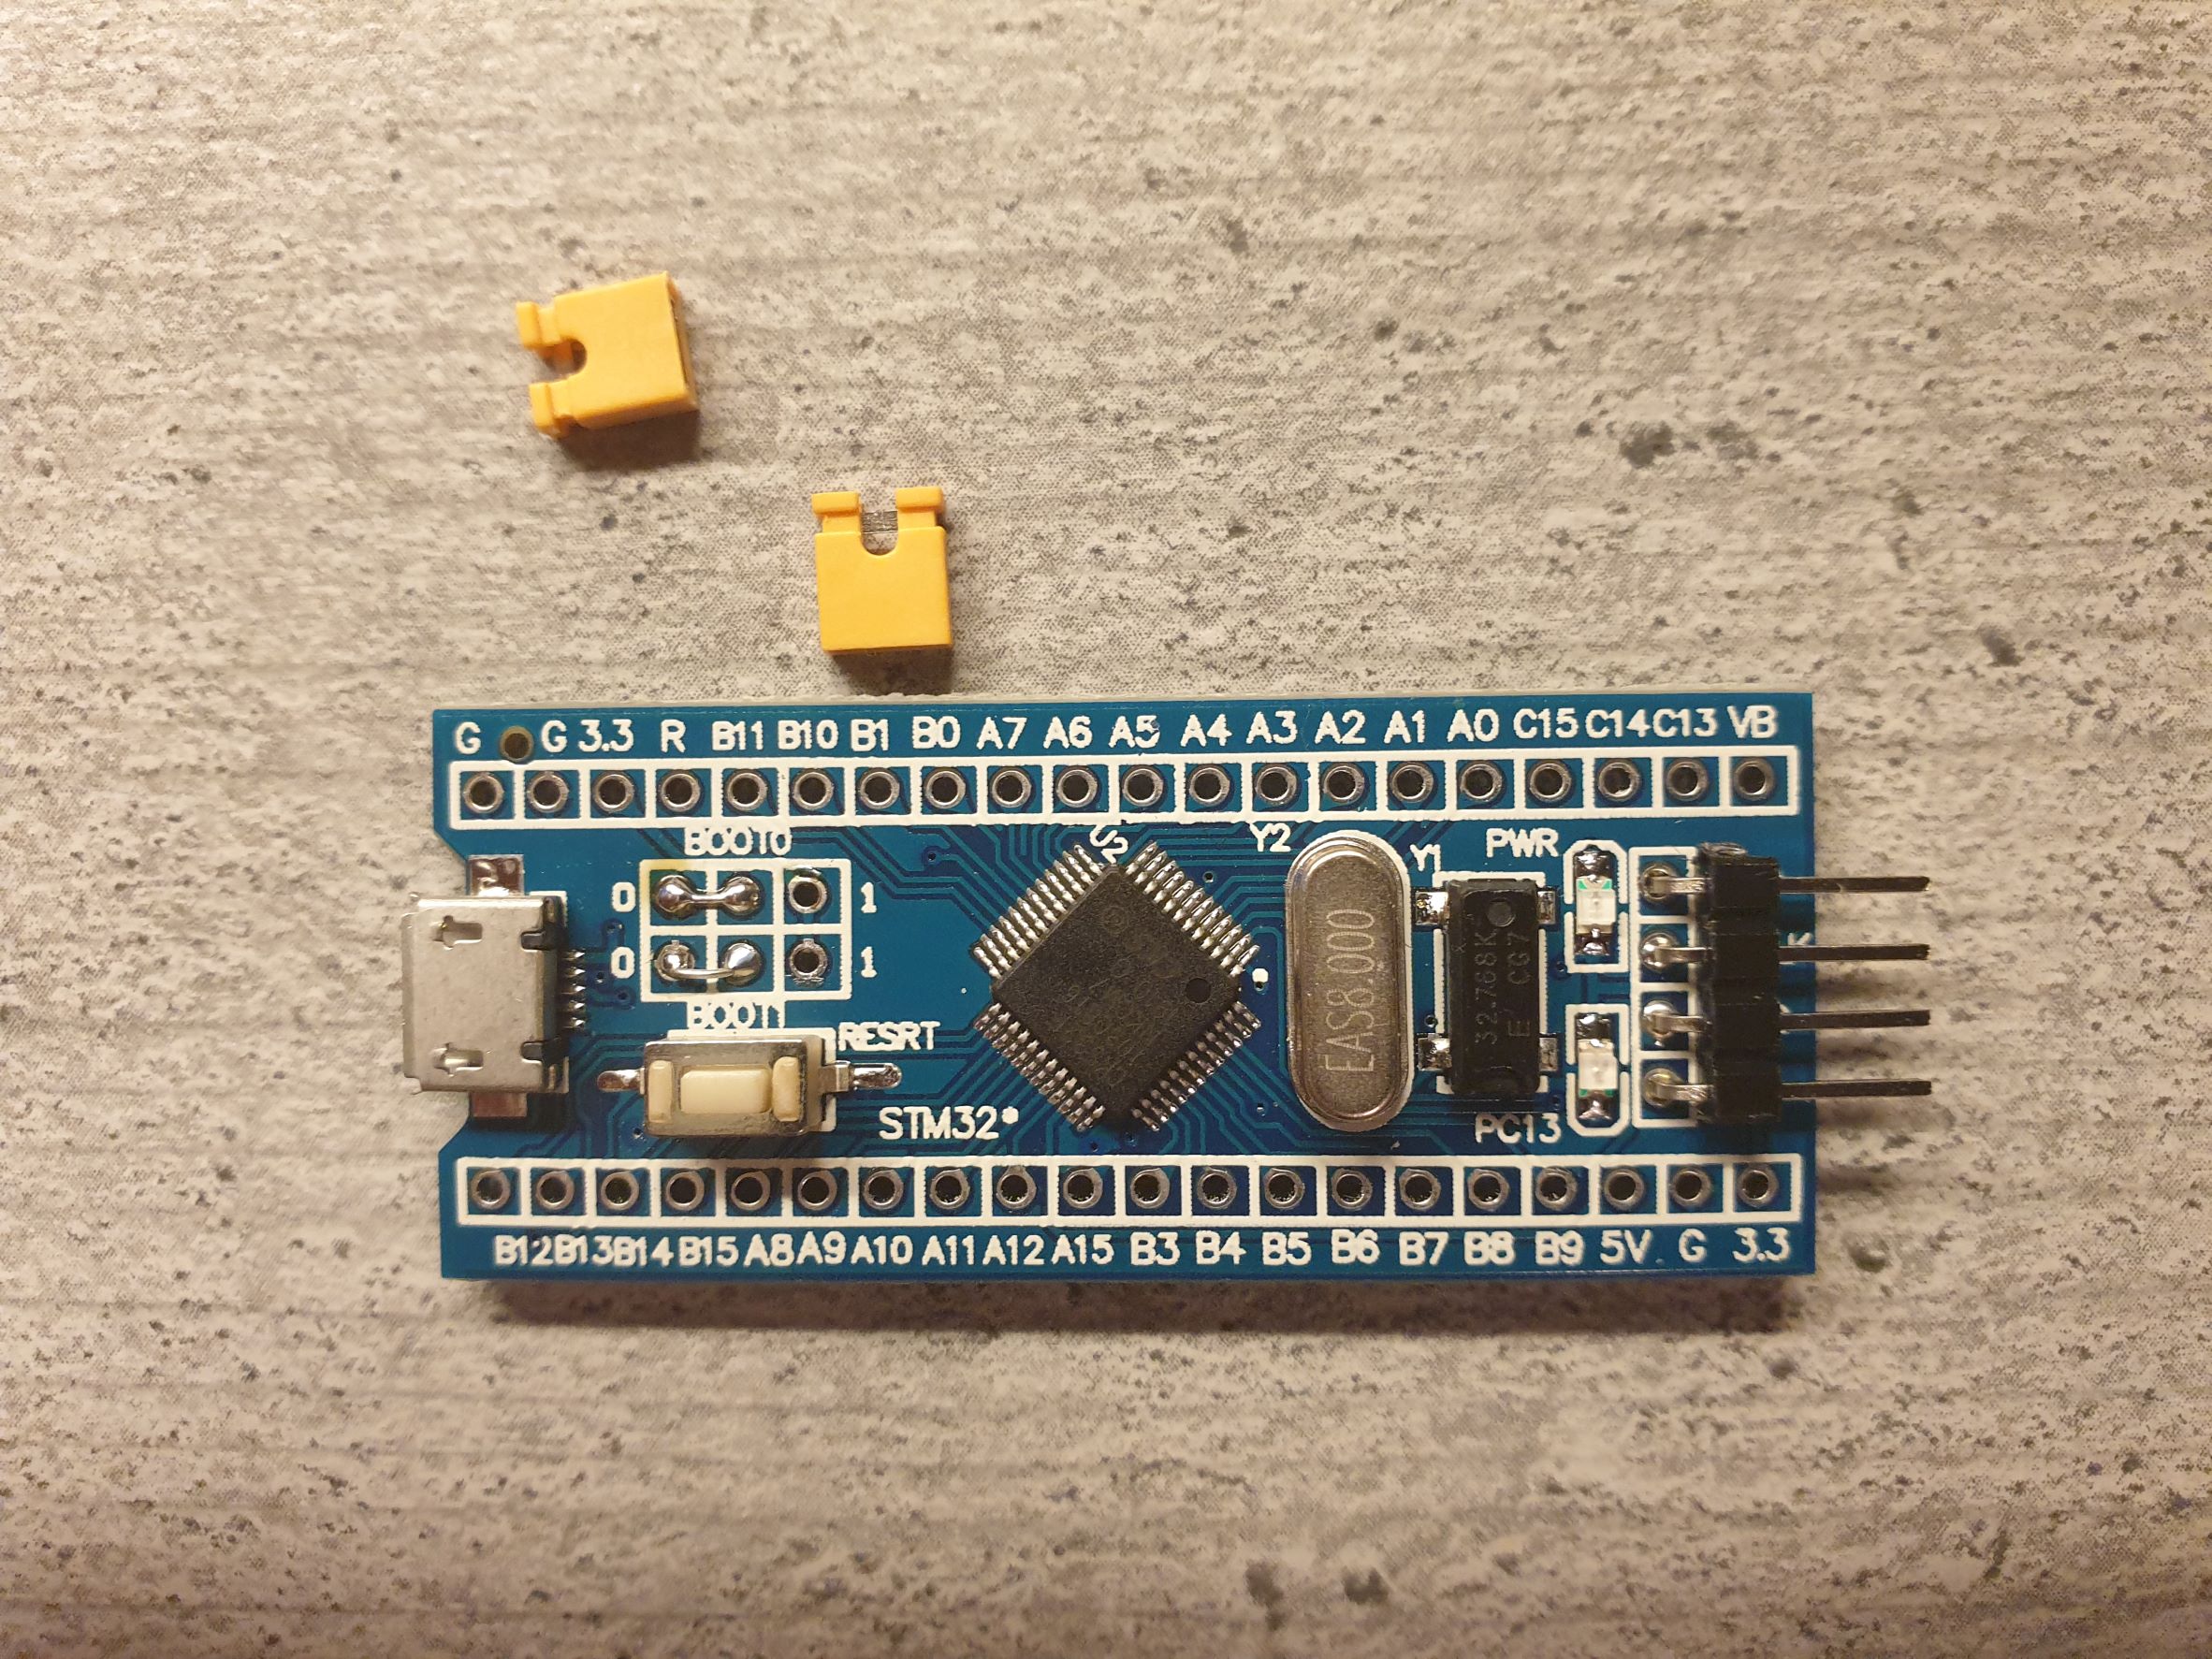 G G 3.3 R B11 B10 B1 B0 A7 A6 A5 A4 A3 A2 A1 A0 C15 C14 C13 VB
BOOT0
U2
Y2
Y1
PWR
0 1
0 1
BOOT1
RESRT
STM32
EAS8.000
32.768K
E CG7
PC13
B12 B13 B14 B15 A8 A9 A10 A11 A12 A15 B3 B4 B5 B6 B7 B8 B9 5V G 3.3